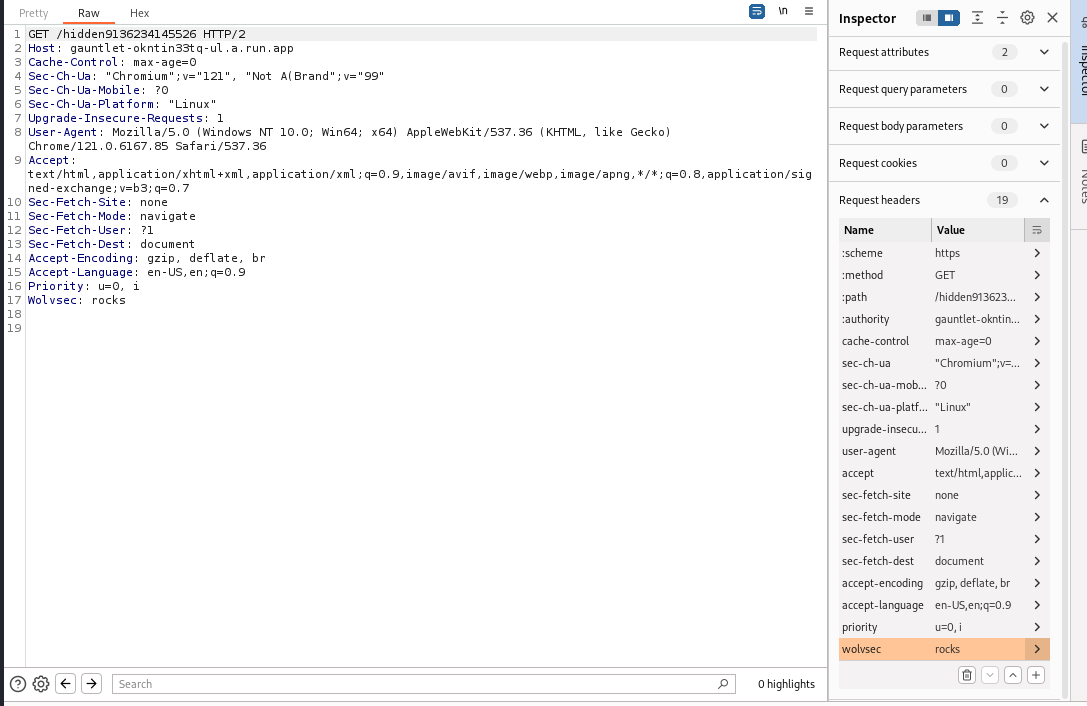 Pretty Raw Hex \n
1 GET /hidden9136234145526 HTTP/2
2 Host: gauntlet-okntin33tq-ul.a.run.app
3 Cache-Control: max-age=0
4 Sec-Ch-Ua: "Chromium";v="121", "Not A(Brand";v="99"
5 Sec-Ch-Ua-Mobile: ?0
6 Sec-Ch-Ua-Platform: "Linux"
7 Upgrade-Insecure-Requests: 1
8 User-Agent: Mozilla/5.0 (Windows NT 10.0; Win64; x64) AppleWebKit/537.36 (KHTML, like Gecko)
Chrome/121.0.6167.85 Safari/537.36
9 Accept:
text/html,application/xhtml+xml,application/xml;q=0.9,image/avif,image/webp,image/apng,*/*;q=0.8,application/sig
ned-exchange;v=b3;q=0.7
10 Sec-Fetch-Site: none
11 Sec-Fetch-Mode: navigate
12 Sec-Fetch-User: ?1
13 Sec-Fetch-Dest: document
14 Accept-Encoding: gzip, deflate, br
15 Accept-Language: en-US,en;q=0.9
16 Priority: u=0, i
17 Wolvsec: rocks
18
19
Search
0 highlights
Inspector
Request attributes 2
Request query parameters 0
Request body parameters 0
Request cookies 0
Request headers 19
Name Value
:scheme https
:method GET
:path /hidden913623...
:authority gauntlet-okntin...
cache-control max-age=0
sec-ch-ua "Chromium";v=...
sec-ch-ua-mob... ?0
sec-ch-ua-platf... "Linux"
upgrade-insecu... 1
user-agent Mozilla/5.0 (Wi...
accept text/html,applic...
sec-fetch-site none
sec-fetch-mode navigate
sec-fetch-user ?1
sec-fetch-dest document
accept-encoding gzip, deflate, br
accept-language en-US,en;q=0.9
priority u=0, i
wolvsec rocks
Inspector
Notes